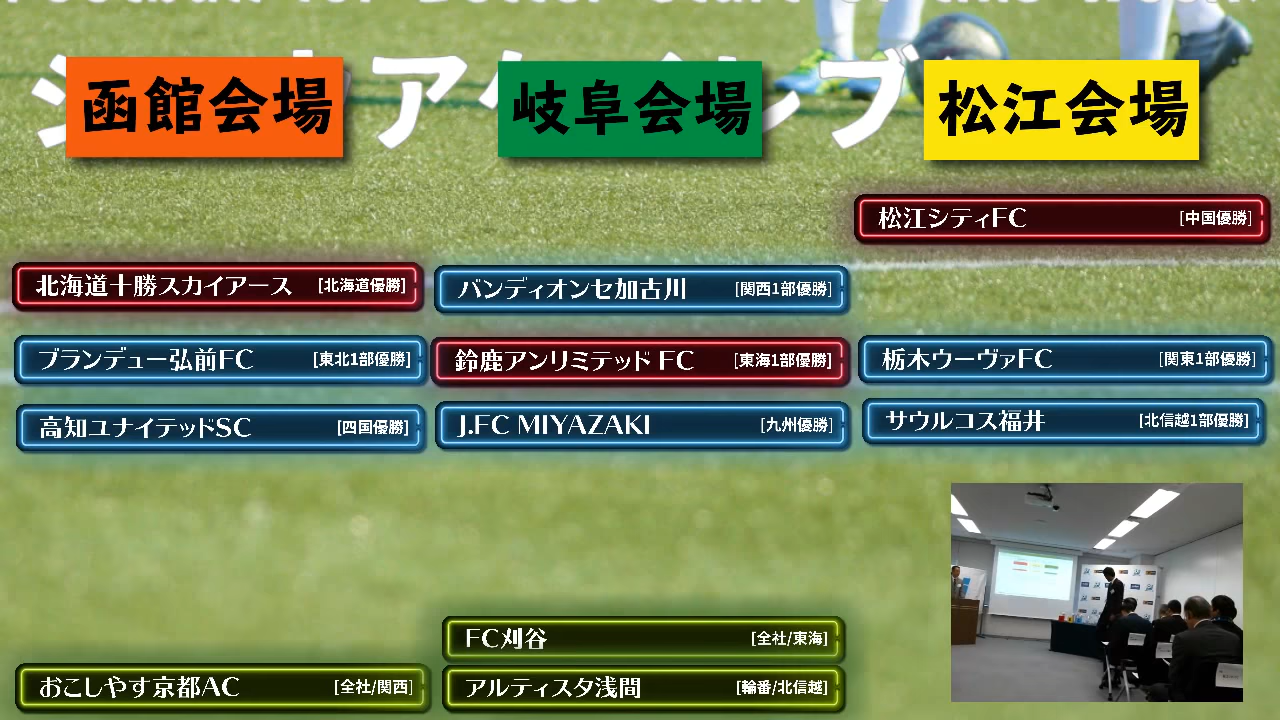 Football for Better Start of this Week.
函館会場
岐阜会場
松江会場
松江シティFC [中国優勝]
北海道十勝スカイアース [北海道優勝]
バンディオンセ加古川 [関西1部優勝]
ブランデュー弘前FC [東北1部優勝]
鈴鹿アンリミテッド FC [東海1部優勝]
栃木ウーヴァFC [関東1部優勝]
高知ユナイテッドSC [四国優勝]
J.FC MIYAZAKI [九州優勝]
サウルコス福井 [北信越1部優勝]
FC刈谷 [全社/東海]
おこしやす京都AC [全社/関西]
アルティスタ浅間 [輪番/北信越]